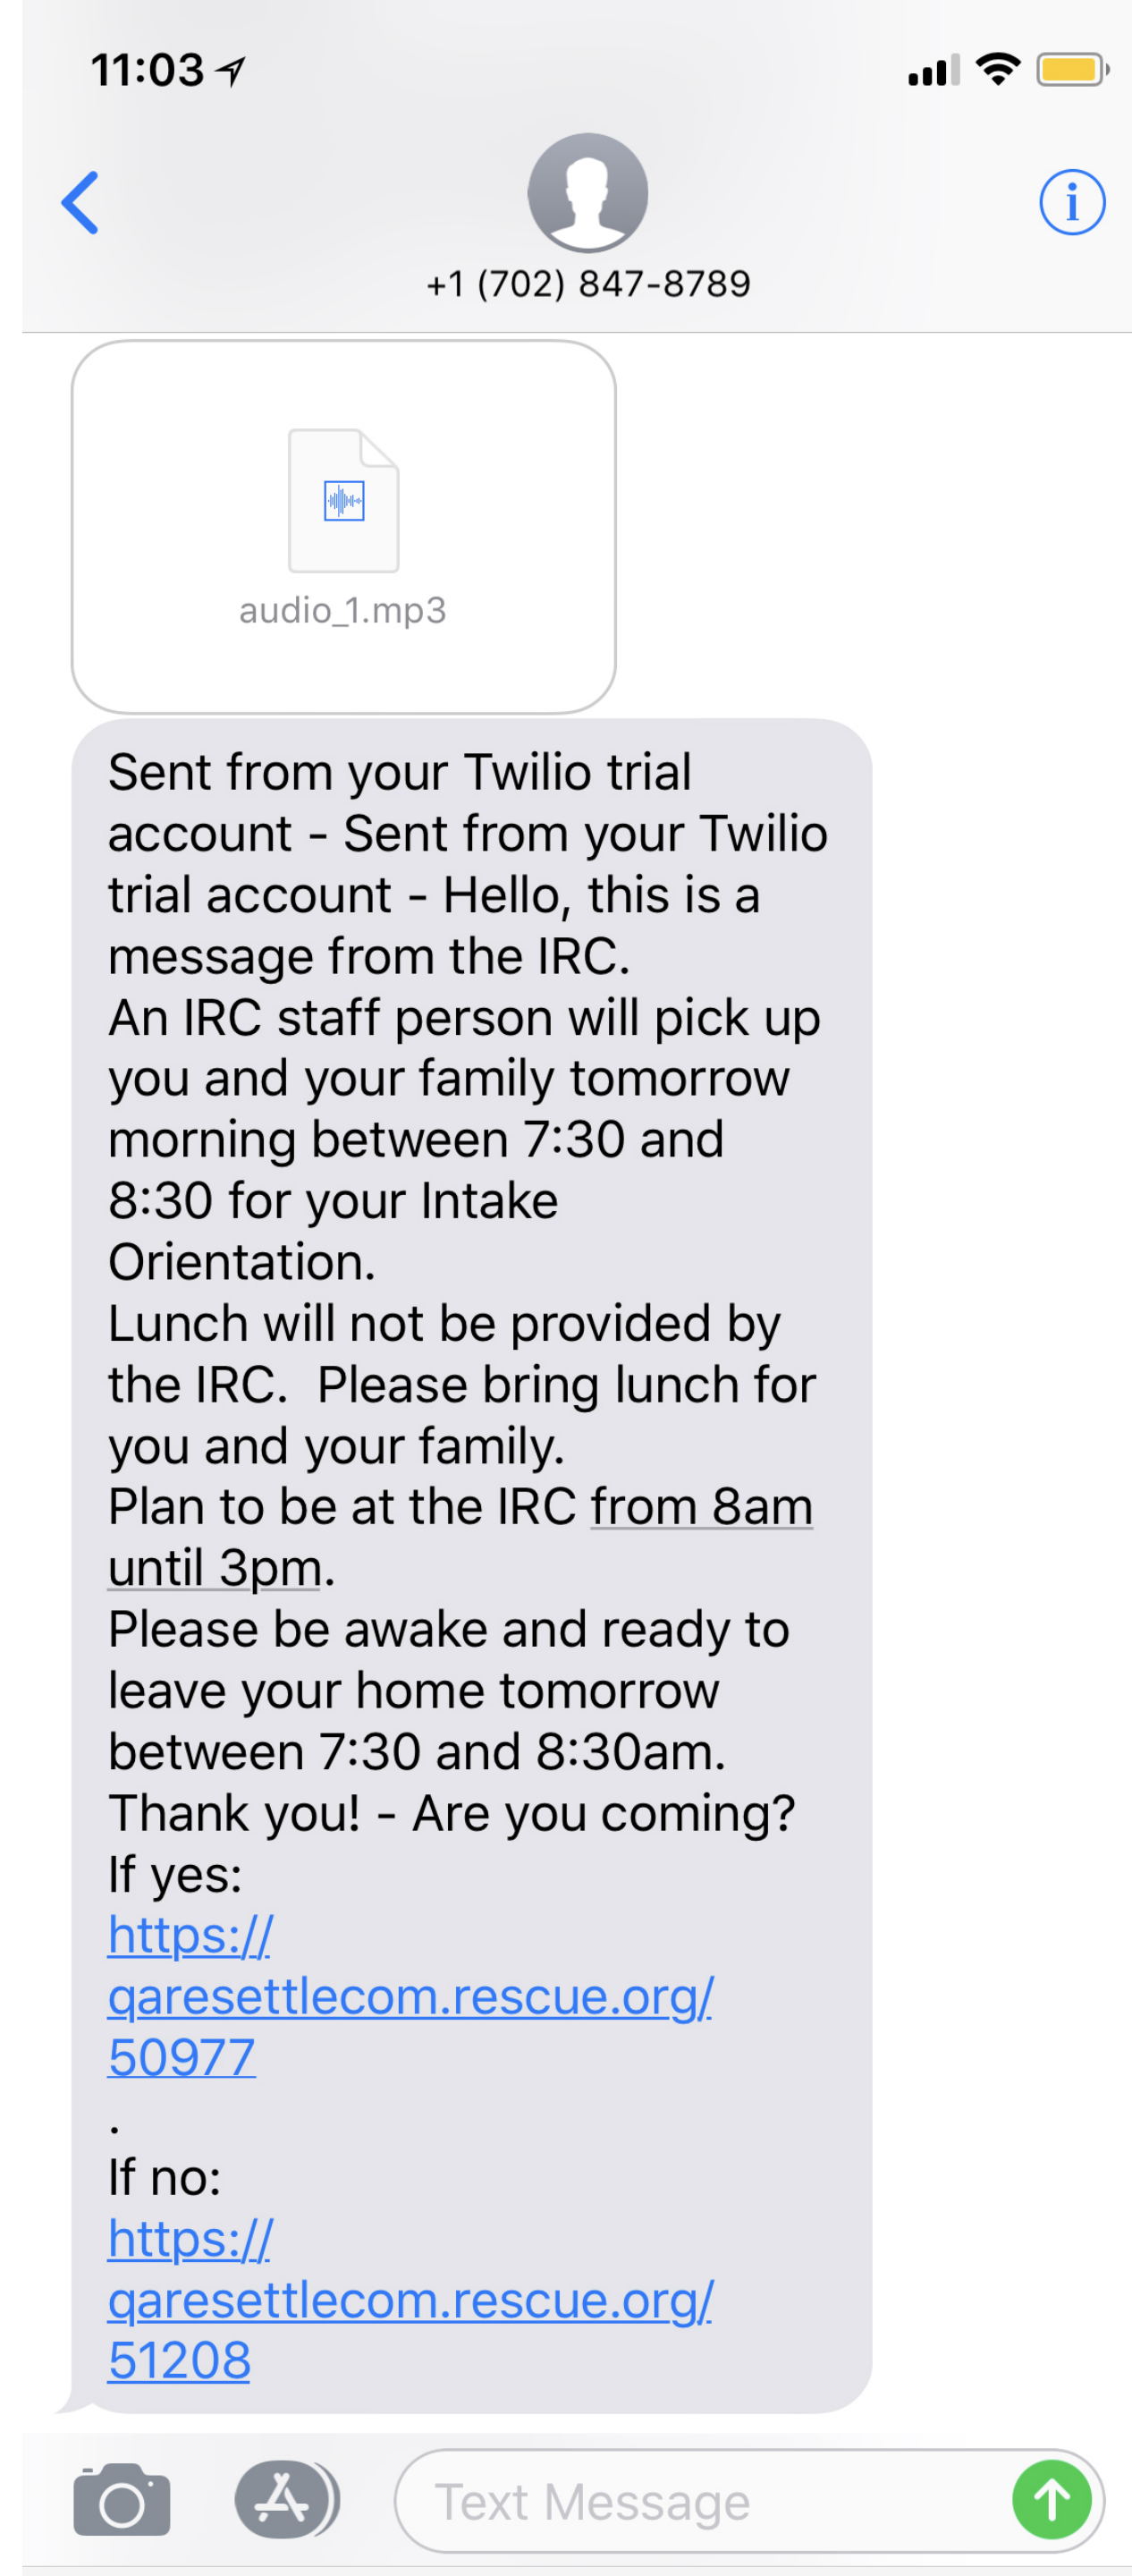 11:03
+1 (702) 847-8789
audio_1.mp3
Sent from your Twilio trial
account - Sent from your Twilio
trial account - Hello, this is a
message from the IRC.
An IRC staff person will pick up
you and your family tomorrow
morning between 7:30 and
8:30 for your Intake
Orientation.
Lunch will not be provided by
the IRC.  Please bring lunch for
you and your family.
Plan to be at the IRC from 8am
until 3pm.
Please be awake and ready to
leave your home tomorrow
between 7:30 and 8:30am.
Thank you! - Are you coming?
If yes:
https://
qaresettlecom.rescue.org/
50977
.
If no:
https://
qaresettlecom.rescue.org/
51208
Text Message